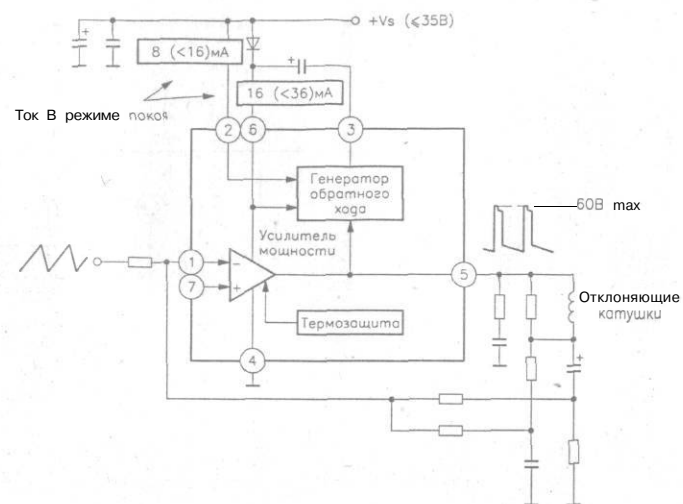 +Vs (⩽35В)
8 (<16)мА
16 (<36)мА
Ток В режиме покоя
2
6
3
Генератор
обратного
хода
60В max
Усилитель
мощности
1
−
7
+
5
Отклоняющие
катушки
Термозащита
4
+
+
+